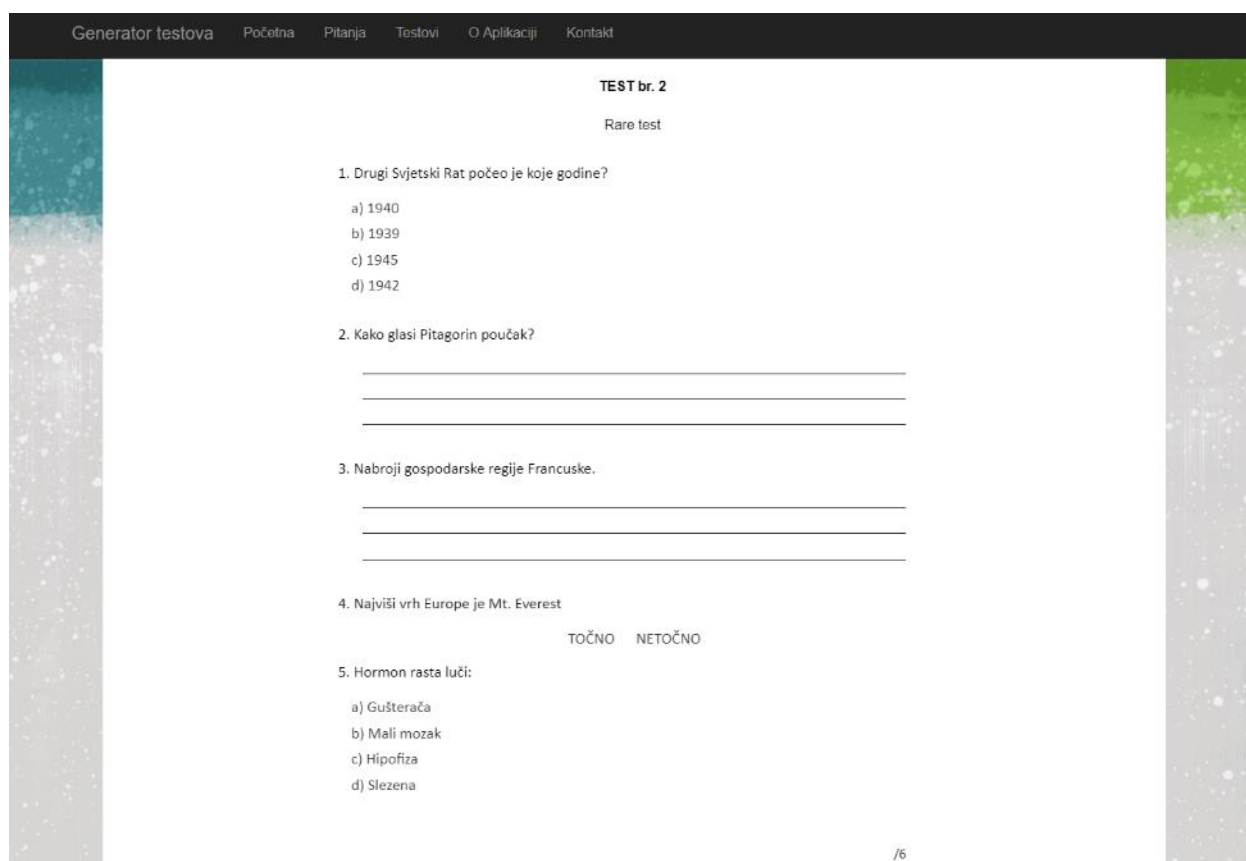 Generator testova Početna Pitanja Testovi O Aplikaciji Kontakt
TEST br. 2
Rare test
1. Drugi Svjetski Rat počeo je koje godine?
a) 1940
b) 1939
c) 1945
d) 1942
2. Kako glasi Pitagorin poučak?
3. Nabroji gospodarske regije Francuske.
4. Najviši vrh Europe je Mt. Everest
TOČNO NETOČNO
5. Hormon rasta luči:
a) Gušterača
b) Mali mozak
c) Hipofiza
d) Slezena
/6